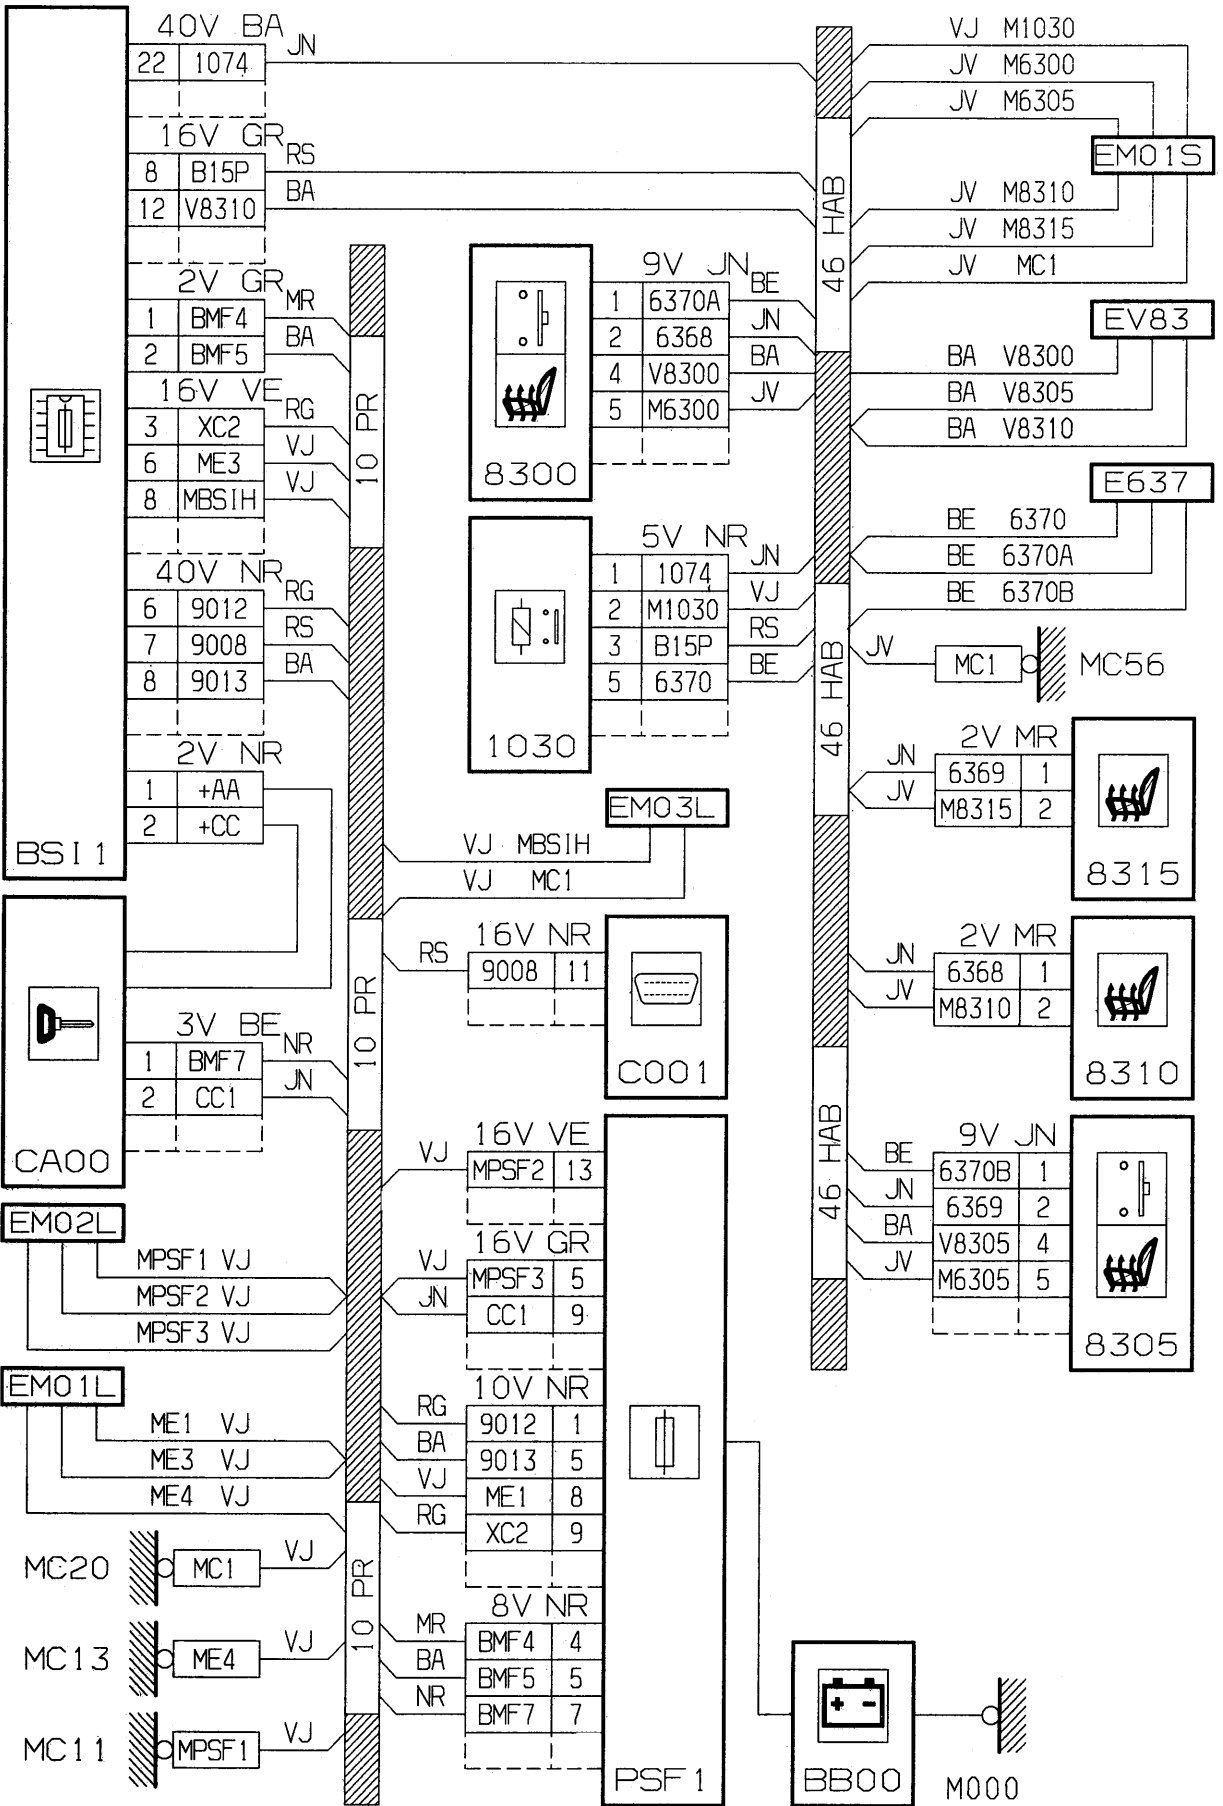 40V BA
22 1074 JN
16V GR
8 B15P RS
12 V8310 BA
2V GR
1 BMF4 MR
2 BMF5 BA
16V VE
3 XC2 RG
6 ME3 VJ
8 MBSIH VJ
40V NR
6 9012 RG
7 9008 RS
8 9013 BA
2V NR
1 +AA
2 +CC
BSI1
3V BE
1 BMF7 NR
2 CC1 JN
CA00
EM02L
MPSF1 VJ
MPSF2 VJ
MPSF3 VJ
EM01L
ME1 VJ
ME3 VJ
ME4 VJ
MC20 MC1 VJ
MC13 ME4 VJ
MC11 MPSF1 VJ
10 PR
10 PR
10 PR
9V JN
1 6370A BE
2 6368 JN
4 V8300 BA
5 M6300 JV
8300
5V NR
1 1074 JN
2 M1030 VJ
3 B15P RS
5 6370 BE
1030
EM03L
VJ MBSIH
VJ MC1
16V NR
RS 9008 11
C001
16V VE
VJ MPSF2 13
16V GR
VJ MPSF3 5
JN CC1 9
10V NR
RG 9012 1
BA 9013 5
VJ ME1 8
RG XC2 9
8V NR
MR BMF4 4
BA BMF5 5
NR BMF7 7
PSF1
+ -
BB00
M000
46 HAB
46 HAB
46 HAB
VJ M1030
JV M6300
JV M6305
EM01S
JV M8310
JV M8315
JV MC1
EV83
BA V8300
BA V8305
BA V8310
E637
BE 6370
BE 6370A
BE 6370B
JV MC1 MC56
2V MR
JN 6369 1
JV M8315 2
8315
2V MR
JN 6368 1
JV M8310 2
8310
9V JN
BE 6370B 1
JN 6369 2
BA V8305 4
JV M6305 5
8305